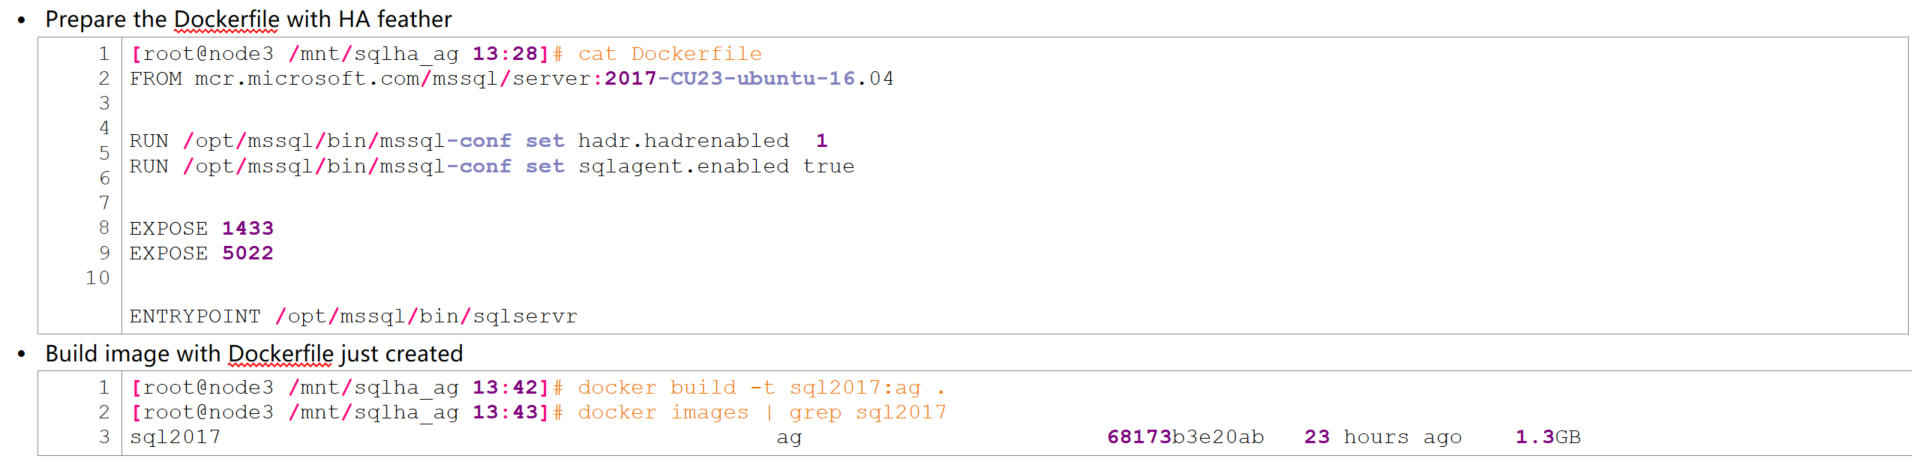 • Prepare the Dockerfile with HA feather
1 [root@node3 /mnt/sqlha_ag 13:28]# cat Dockerfile
2 FROM mcr.microsoft.com/mssql/server:2017-CU23-ubuntu-16.04
3
4 RUN /opt/mssql/bin/mssql-conf set hadr.hadrenabled  1
5 RUN /opt/mssql/bin/mssql-conf set sqlagent.enabled true
6
7
8 EXPOSE 1433
9 EXPOSE 5022
10
ENTRYPOINT /opt/mssql/bin/sqlservr
• Build image with Dockerfile just created
1 [root@node3 /mnt/sqlha_ag 13:42]# docker build -t sql2017:ag .
2 [root@node3 /mnt/sqlha_ag 13:43]# docker images | grep sql2017
3 sql2017 ag 68173b3e20ab 23 hours ago 1.3GB